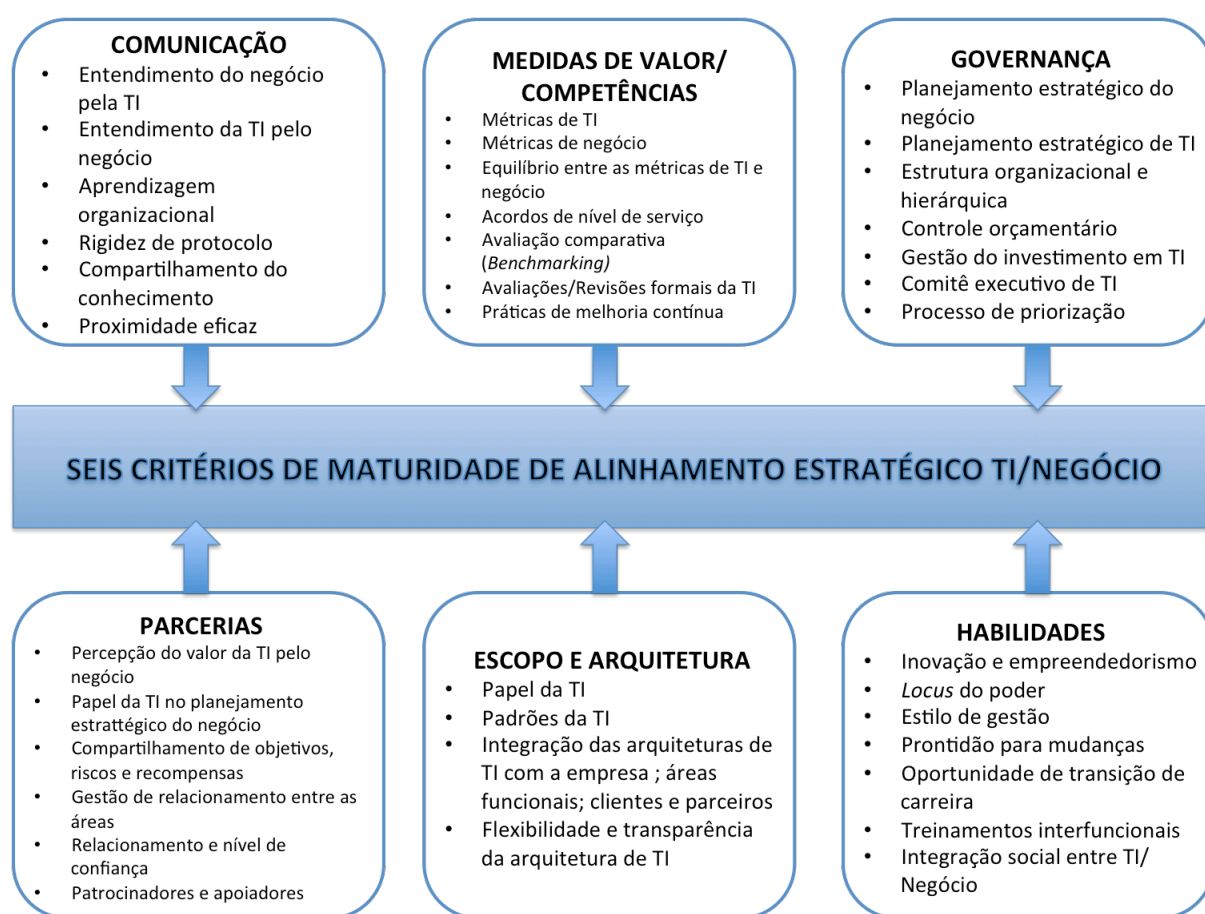 COMUNICAÇÃO
• Entendimento do negócio
pela TI
• Entendimento da TI pelo
negócio
• Aprendizagem
organizacional
• Rigidez de protocolo
• Compartilhamento do
conhecimento
• Proximidade eficaz
MEDIDAS DE VALOR/
COMPETÊNCIAS
• Métricas de TI
• Métricas de negócio
• Equilíbrio entre as métricas de TI e
negócio
• Acordos de nível de serviço
• Avaliação comparativa
(Benchmarking)
• Avaliações/Revisões formais da TI
• Práticas de melhoria contínua
GOVERNANÇA
• Planejamento estratégico do
negócio
• Planejamento estratégico de TI
• Estrutura organizacional e
hierárquica
• Controle orçamentário
• Gestão do investimento em TI
• Comitê executivo de TI
• Processo de priorização
SEIS CRITÉRIOS DE MATURIDADE DE ALINHAMENTO ESTRATÉGICO TI/NEGÓCIO
PARCERIAS
• Percepção do valor da TI pelo
negócio
• Papel da TI no planejamento
estrattégico do negócio
• Compartilhamento de objetivos,
riscos e recompensas
• Gestão de relacionamento entre as
áreas
• Relacionamento e nível de
confiança
• Patrocinadores e apoiadores
ESCOPO E ARQUITETURA
• Papel da TI
• Padrões da TI
• Integração das arquiteturas de
TI com a empresa ; áreas
funcionais; clientes e parceiros
• Flexibilidade e transparência
da arquitetura de TI
HABILIDADES
• Inovação e empreendedorismo
• Locus do poder
• Estilo de gestão
• Prontidão para mudanças
• Oportunidade de transição de
carreira
• Treinamentos interfuncionais
• Integração social entre TI/
Negócio